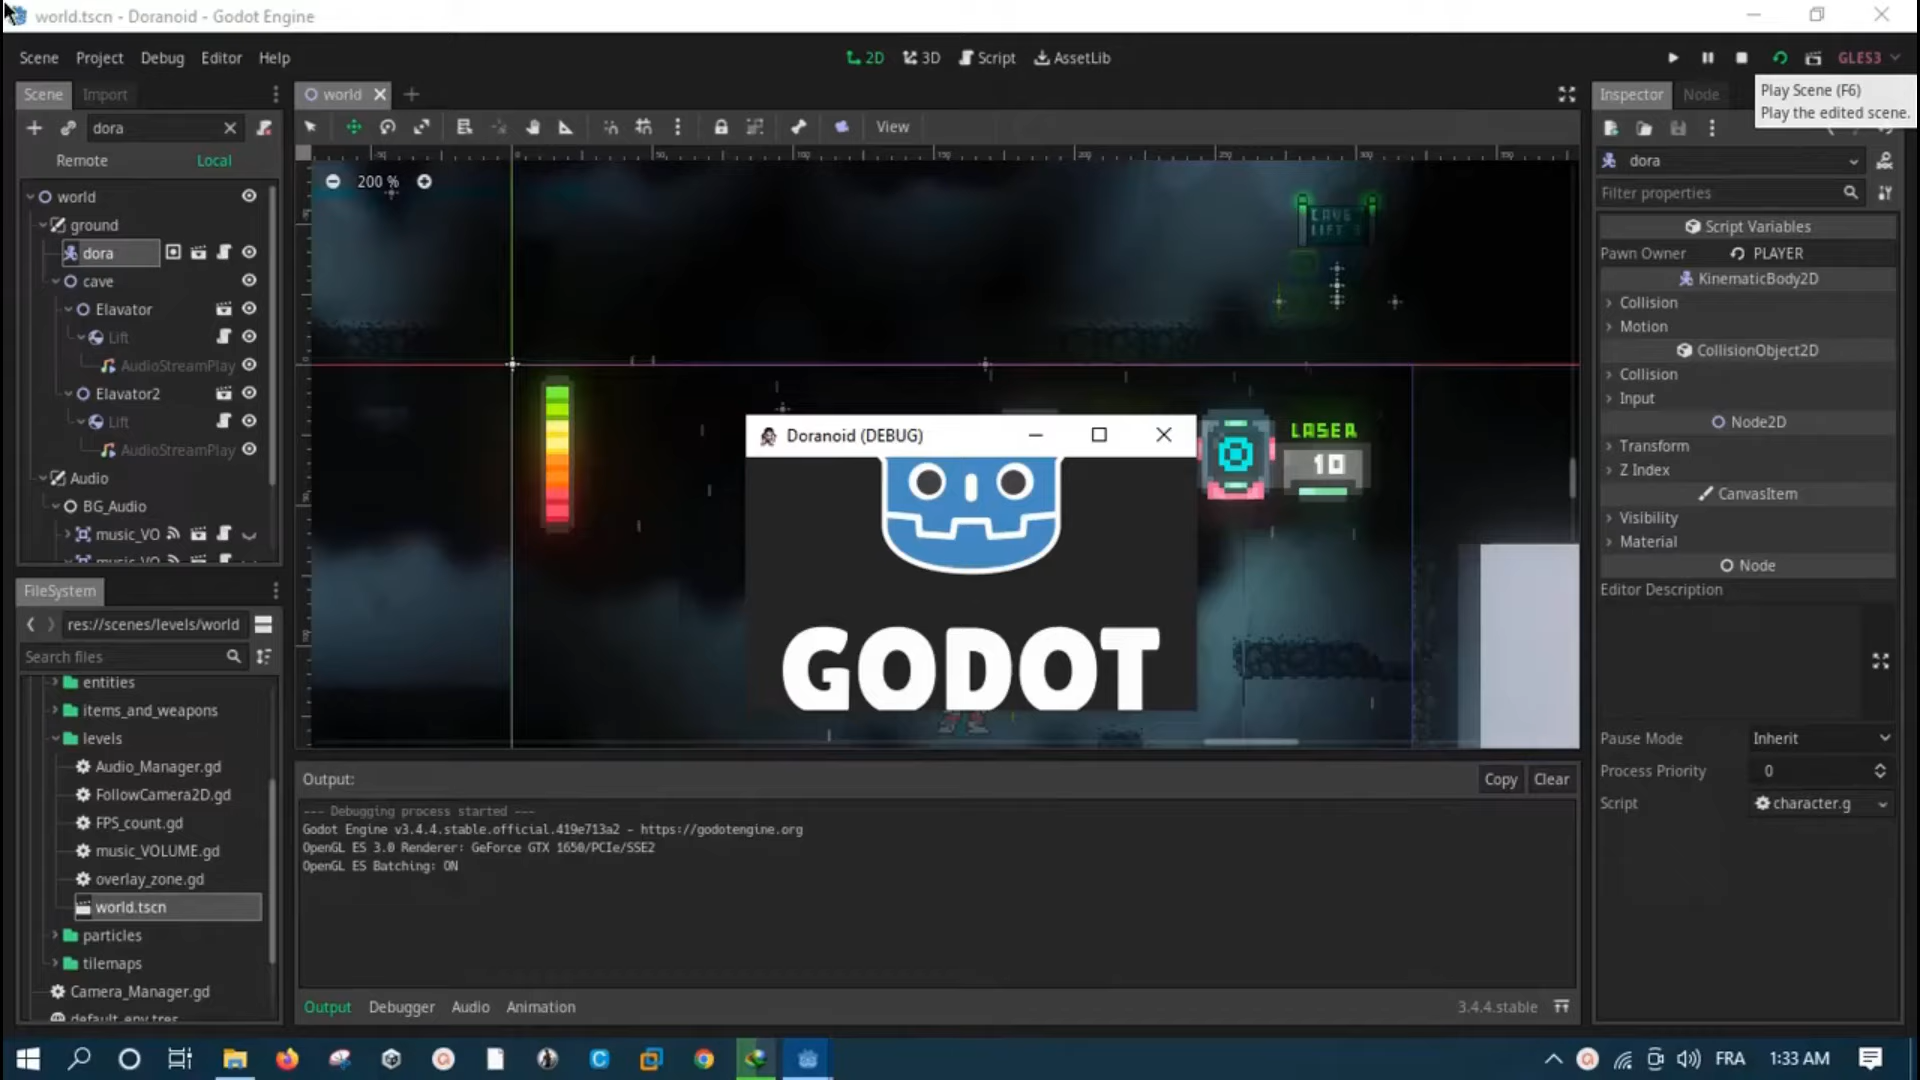 world.tscn - Doranoid - Godot Engine
Scene Project Debug Editor Help
2D 3D Script AssetLib
GLES3
Play Scene (F6)
Play the edited scene.
Scene Import
dora
Remote Local
world
ground
dora
cave
Elavator
Lift
AudioStreamPlay
Elavator2
Lift
AudioStreamPlay
Audio
BG_Audio
music_VO
FileSystem
res://scenes/levels/world
Search files
entities
items_and_weapons
levels
Audio_Manager.gd
FollowCamera2D.gd
FPS_count.gd
music_VOLUME.gd
overlay_zone.gd
world.tscn
particles
tilemaps
Camera_Manager.gd
default_env.tres
world
View
200 %
CAVE
LIFT'S
LASER
10
Doranoid (DEBUG)
GODOT
Output:
Copy Clear
--- Debugging process started ---
Godot Engine v3.4.4.stable.official.419e713a2 - https://godotengine.org
OpenGL ES 3.0 Renderer: GeForce GTX 1650/PCIe/SSE2
OpenGL ES Batching: ON
Output Debugger Audio Animation
3.4.4.stable
Inspector Node
dora
Filter properties
Script Variables
Pawn Owner PLAYER
KinematicBody2D
Collision
Motion
CollisionObject2D
Collision
Input
Node2D
Transform
Z Index
CanvasItem
Visibility
Material
Node
Editor Description
Pause Mode Inherit
Process Priority 0
Script character.g
FRA 1:33 AM